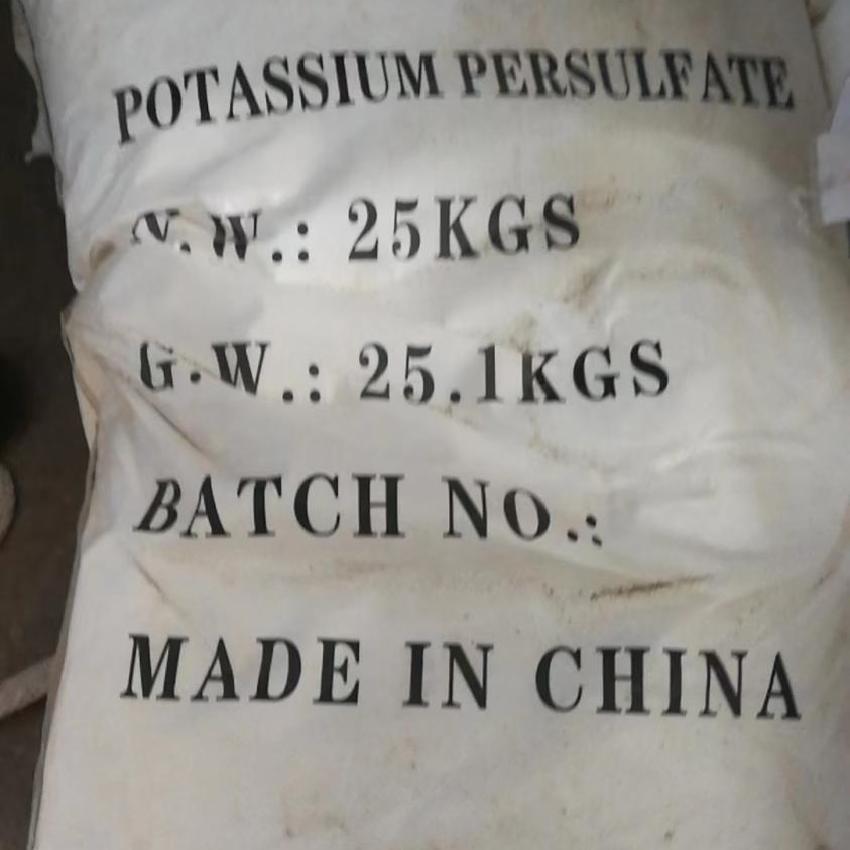 POTASSIUM PERSULFATE
N.W.: 25KGS
G.W.: 25.1KGS
BATCH NO.:
MADE IN CHINA